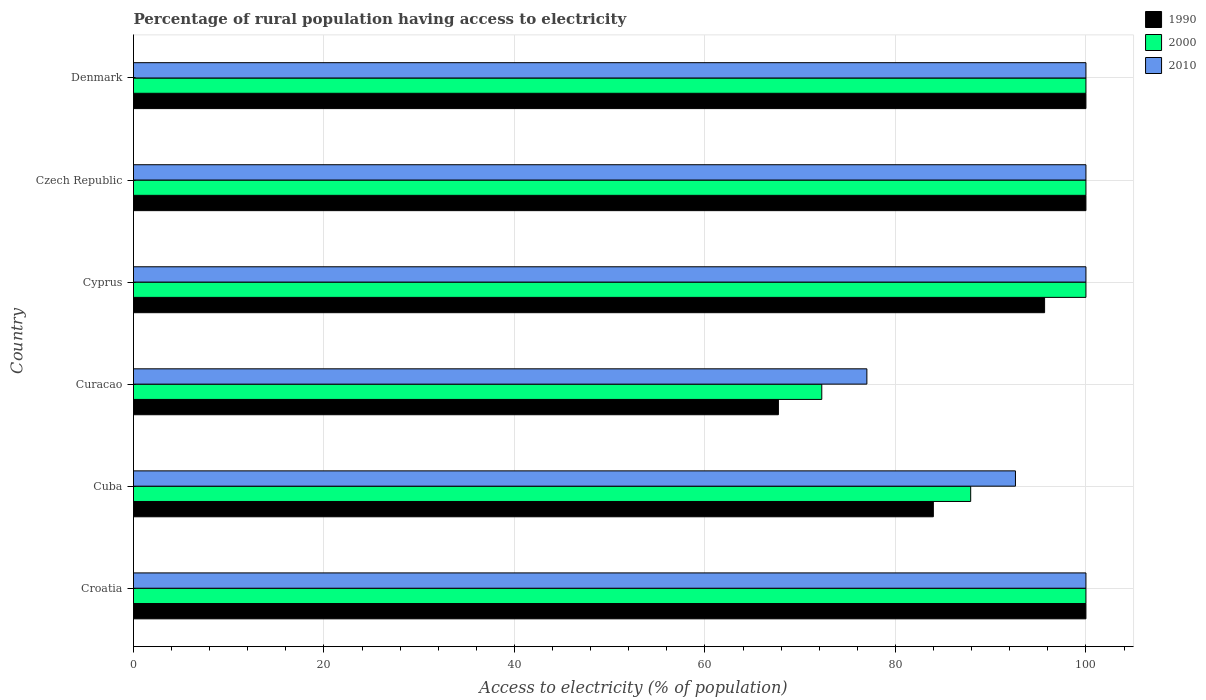 Percentage of rural population having access to electricity
1990
2000
2010
Denmark
Czech Republic
Cyprus
Curacao
Cuba
Croatia
Country
0
20
40
60
80
100
Access to electricity (% of population)